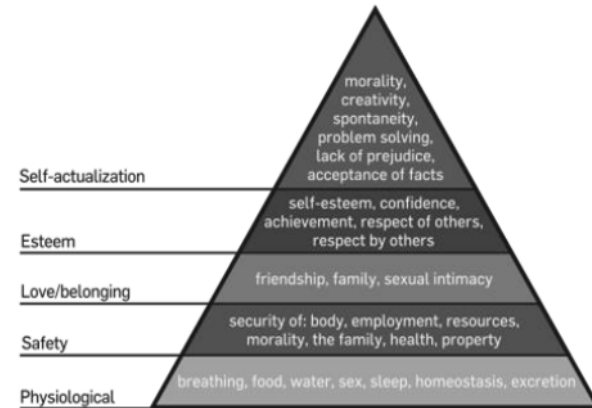 morality,
creativity,
spontaneity,
problem solving,
lack of prejudice,
acceptance of facts
Self-actualization
self-esteem, confidence,
achievement, respect of others,
respect by others
Esteem
friendship, family, sexual intimacy
Love/belonging
security of: body, employment, resources,
morality, the family, health, property
Safety
breathing, food, water, sex, sleep, homeostasis, excretion
Physiological